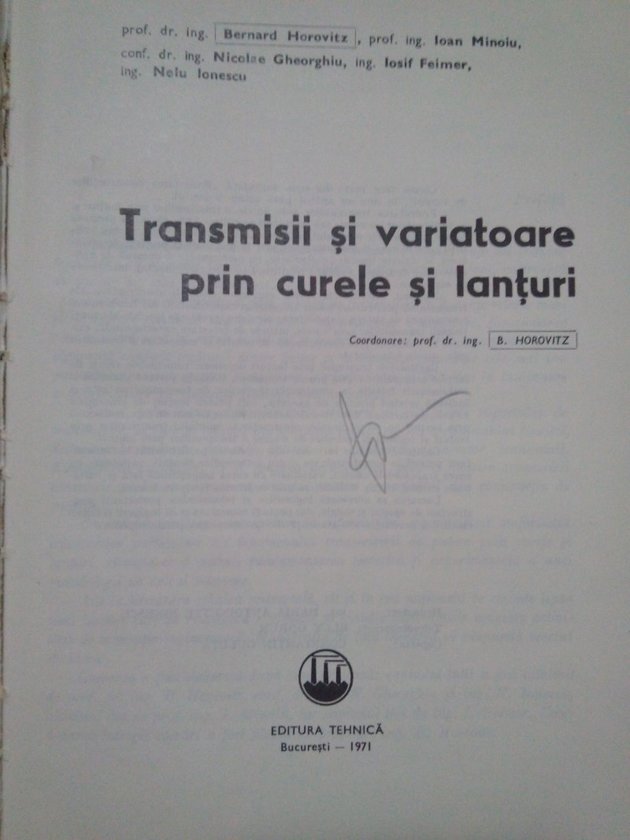 prof. dr. ing. Bernard Horovitz, prof. ing. Ioan Minoiu,
conf. dr. ing. Nicolae Gheorghiu, ing. Iosif Feimer,
ing. Nelu Ionescu
Transmisii și variatoare
prin curele și lanțuri
Coordonare: prof. dr. ing. B. HOROVITZ
EDITURA TEHNICĂ
București — 1971